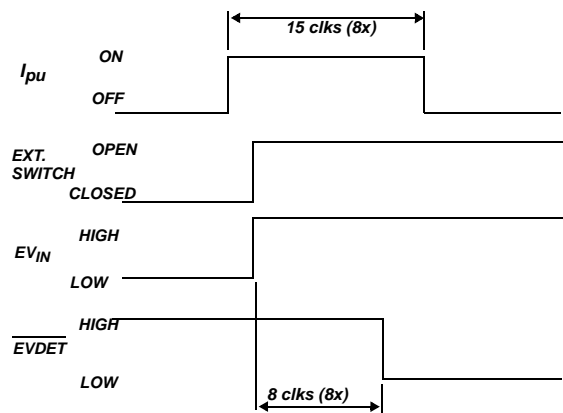 15 clks (8x)
Ipu
ON
OFF
EXT.
SWITCH
OPEN
CLOSED
EVIN
HIGH
LOW
EVDET
HIGH
LOW
8 clks (8x)